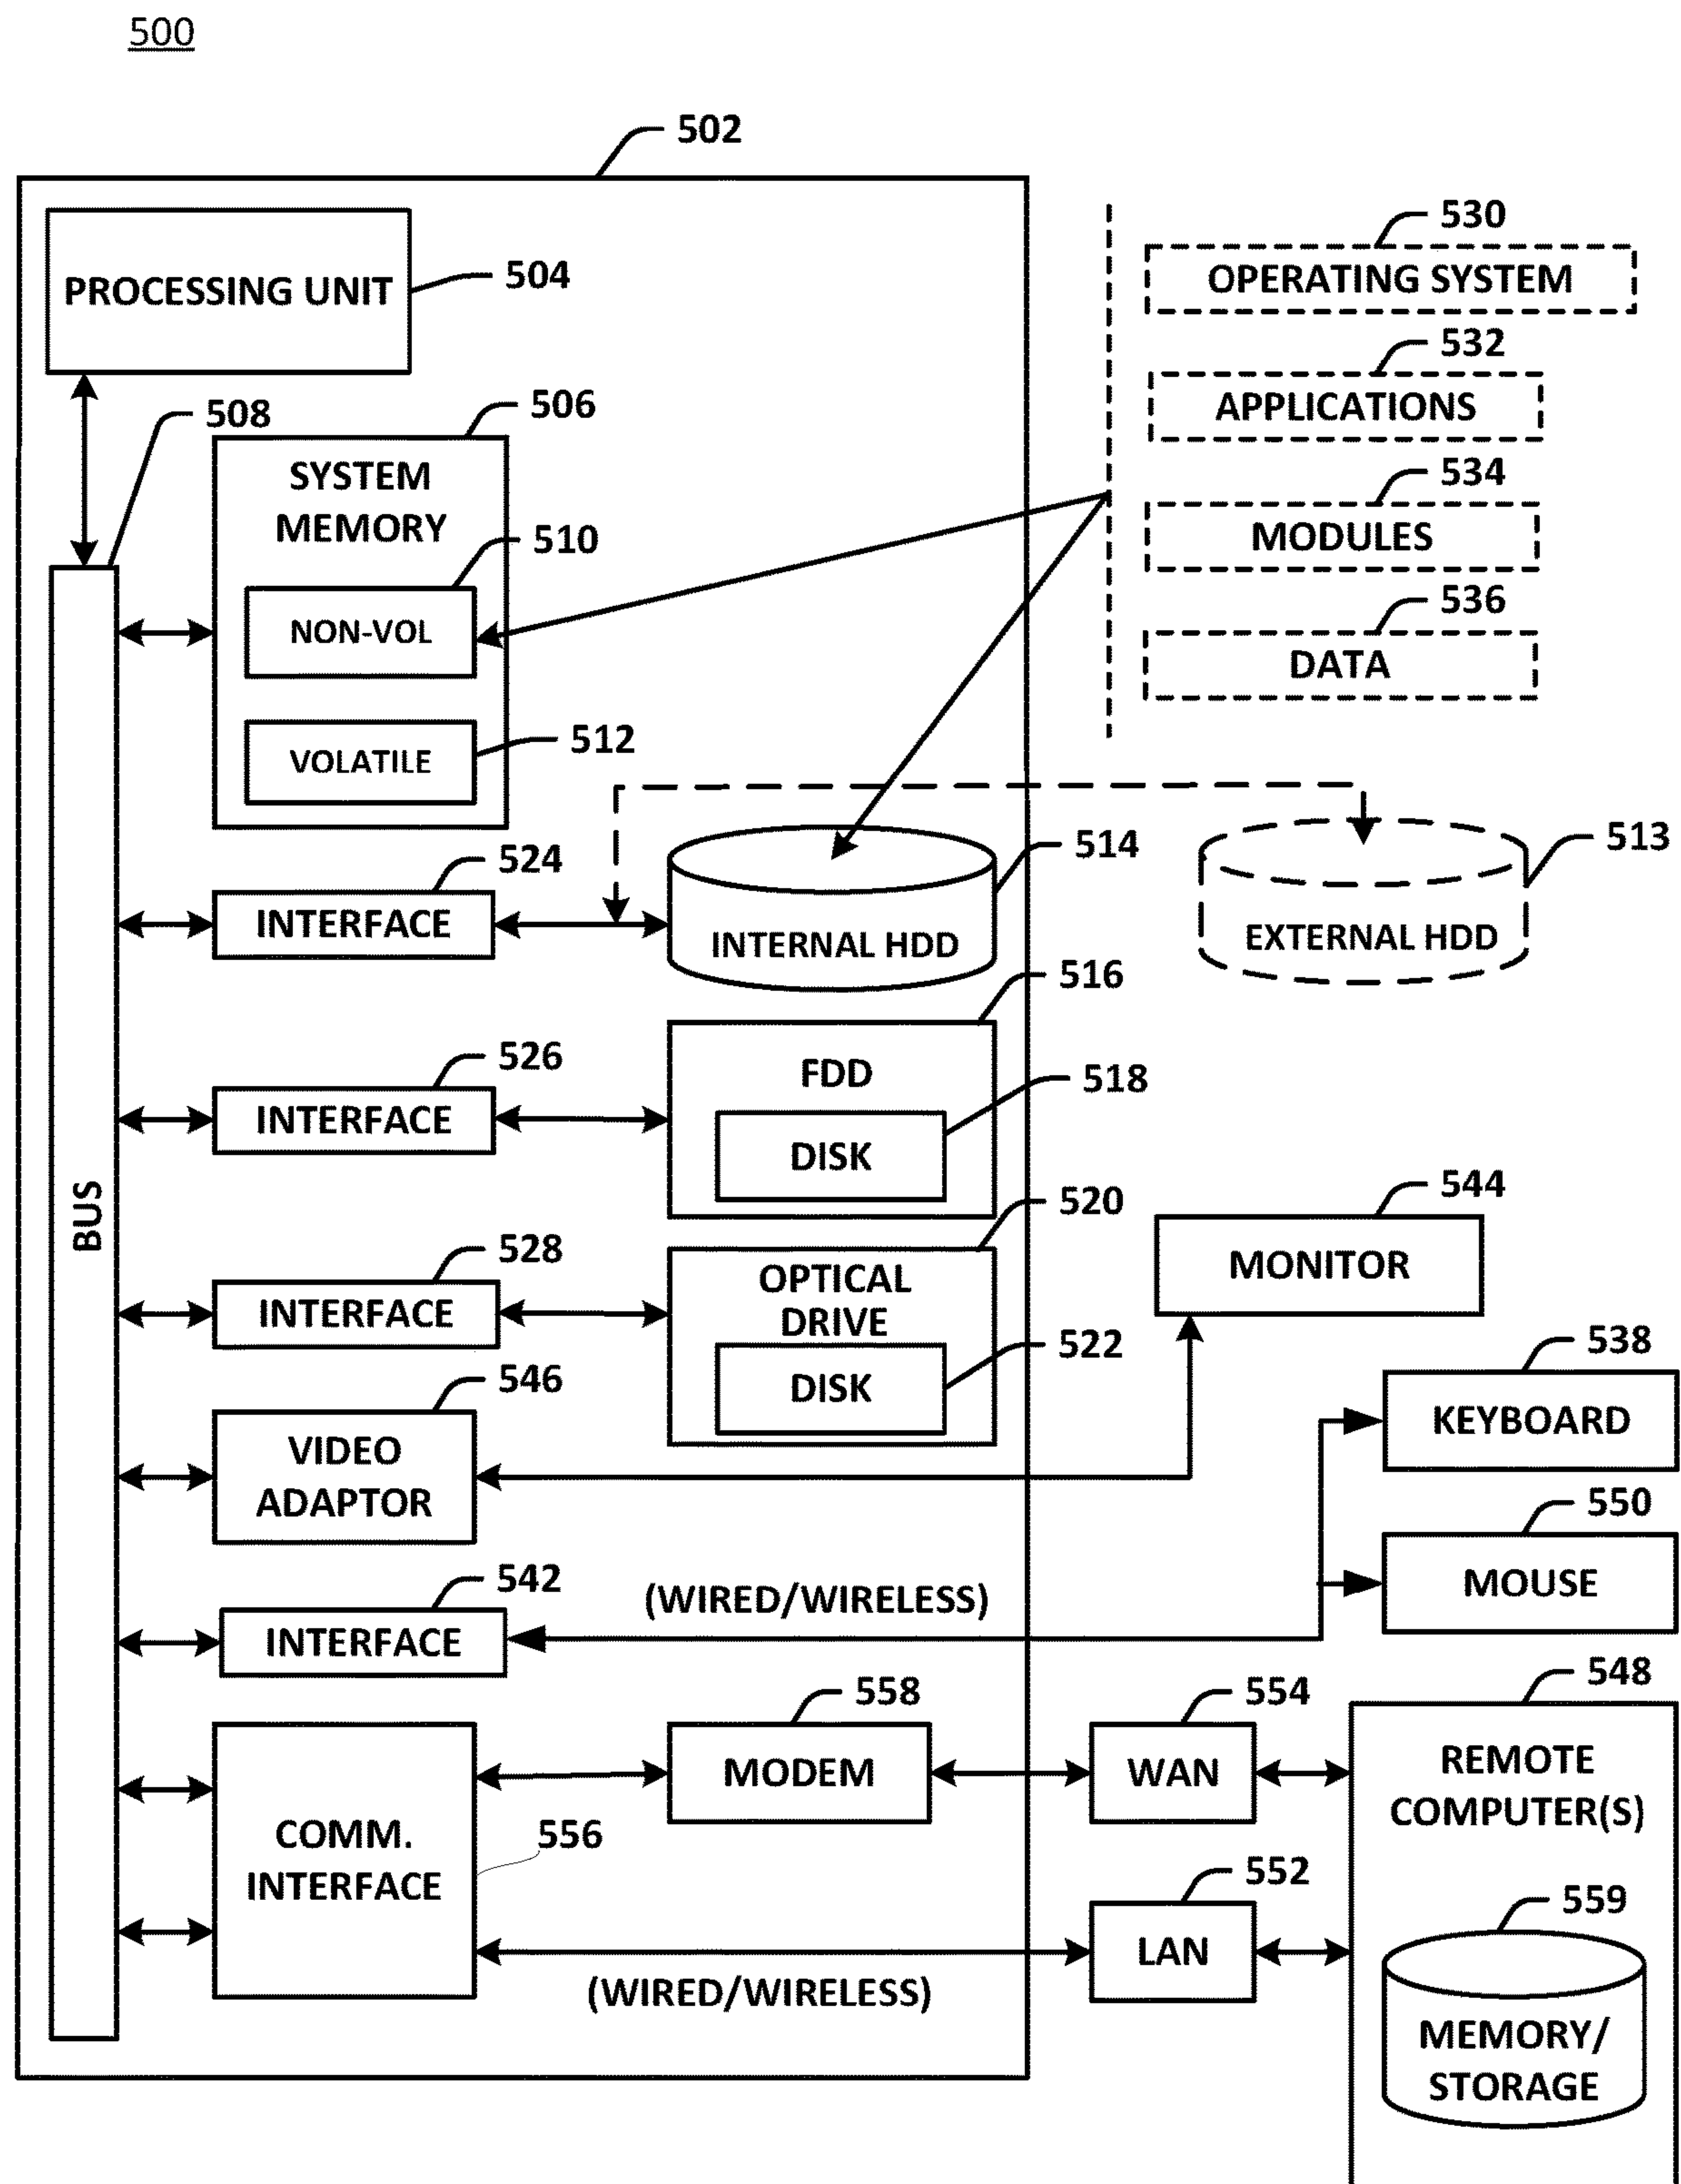 500
502
PROCESSING UNIT
504
530
OPERATING SYSTEM
532
APPLICATIONS
534
MODULES
536
DATA
508
506
SYSTEM
MEMORY
510
NON-VOL
512
VOLATILE
BUS
524
INTERFACE
514
INTERNAL HDD
513
EXTERNAL HDD
516
526
INTERFACE
FDD
518
DISK
520
528
INTERFACE
OPTICAL
DRIVE
522
DISK
544
MONITOR
546
VIDEO
ADAPTOR
538
KEYBOARD
550
MOUSE
542
INTERFACE
(WIRED/WIRELESS)
558
MODEM
554
WAN
548
REMOTE
COMPUTER(S)
COMM.
INTERFACE
556
552
LAN
(WIRED/WIRELESS)
559
MEMORY/
STORAGE